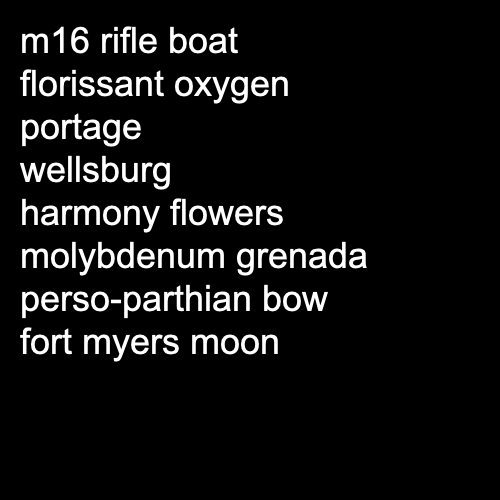 m16 rifle boat
florissant oxygen
portage
wellsburg
harmony flowers
molybdenum grenada
perso-parthian bow
fort myers moon